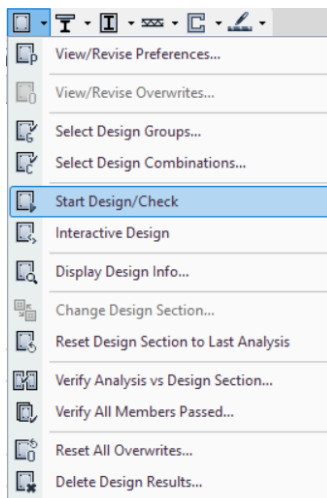 View/Revise Preferences...
View/Revise Overwrites...
Select Design Groups...
Select Design Combinations...
Start Design/Check
Interactive Design
Display Design Info...
Change Design Section...
Reset Design Section to Last Analysis
Verify Analysis vs Design Section...
Verify All Members Passed...
Reset All Overwrites...
Delete Design Results...